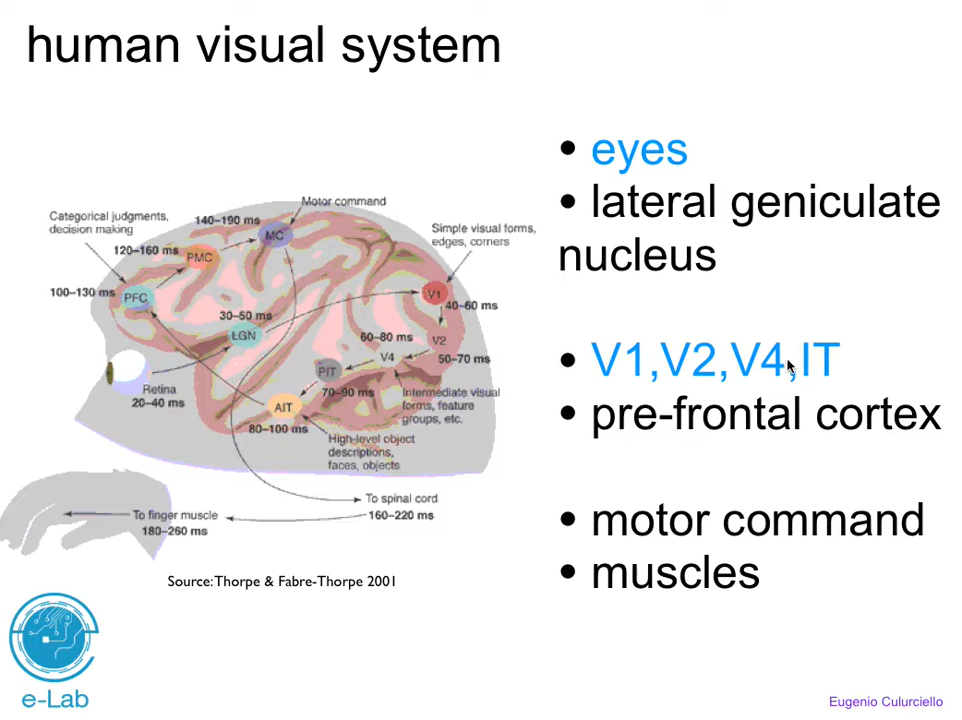 human visual system
• eyes
• lateral geniculate
nucleus
• V1,V2,V4,IT
• pre-frontal cortex
• motor command
• muscles
Motor command
Categorical judgments,
decision making
140–190 ms
Simple visual forms,
edges, corners
120–160 ms
MC
PMC
100–130 ms
PFC
30–50 ms
V1
40–60 ms
LGN
60–80 ms
V2
V4
50–70 ms
PIT
Retina
20–40 ms
70–90 ms
Intermediate visual
forms, feature
groups, etc.
AIT
80–100 ms
High-level object
descriptions,
faces, objects
To spinal cord
160–220 ms
To finger muscle
180–260 ms
Source: Thorpe & Fabre-Thorpe 2001
e-Lab
Eugenio Culurciello